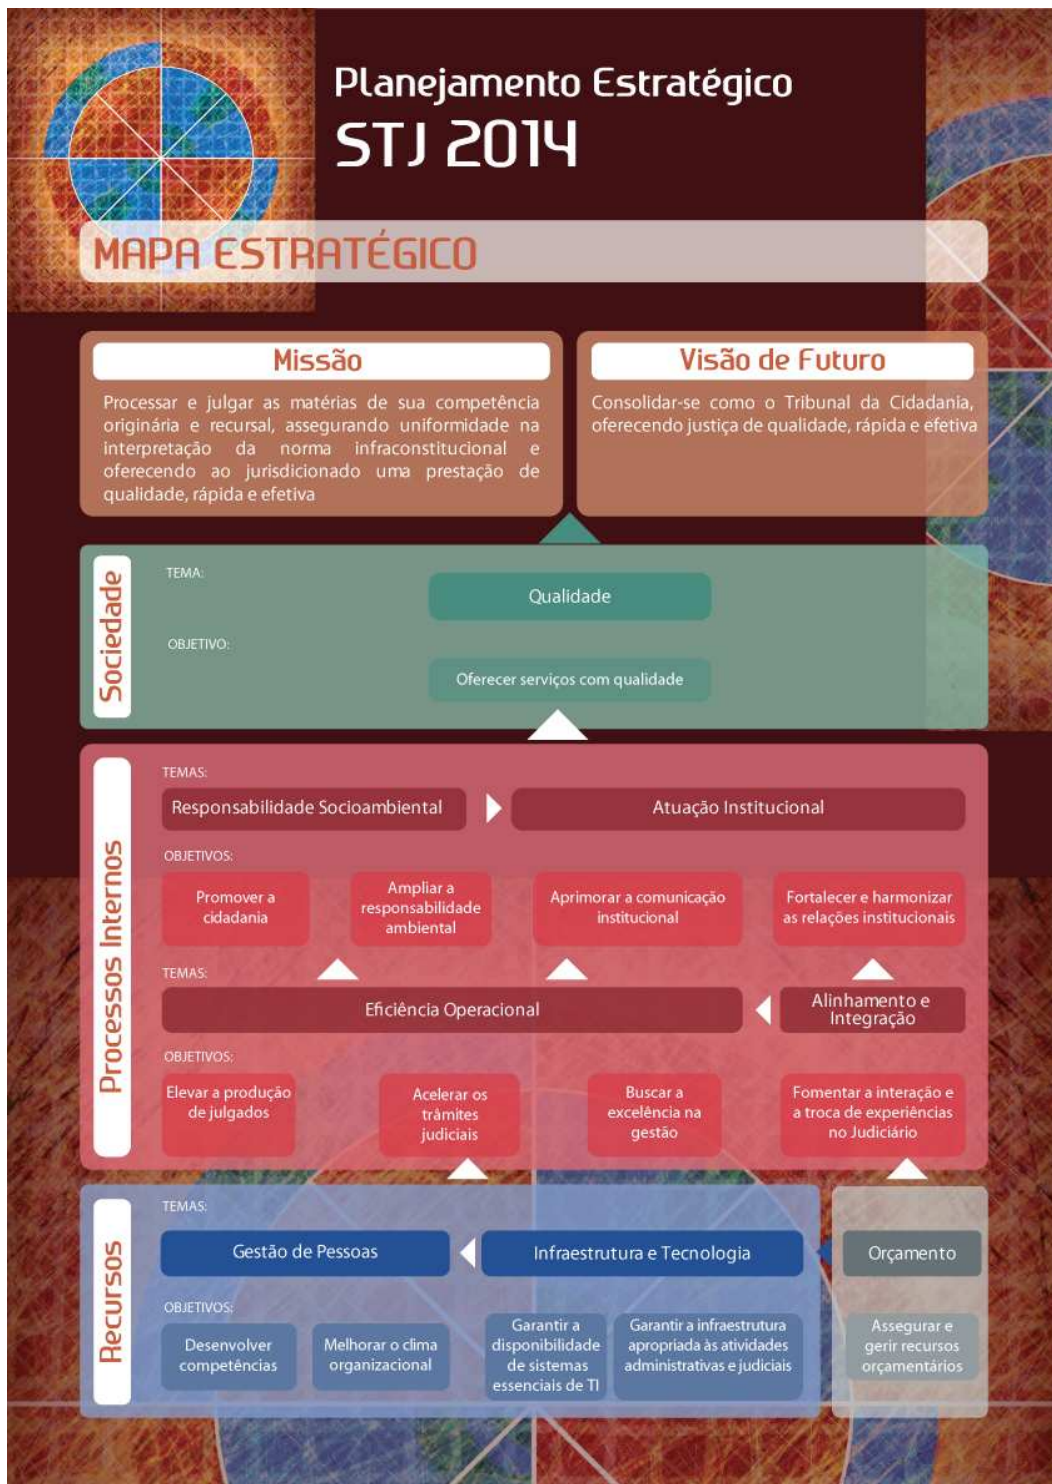 Planejamento Estratégico
STJ 2014
MAPA ESTRATÉGICO
Missão
Processar e julgar as matérias de sua competência
originária e recursal, assegurando uniformidade na
interpretação da norma infraconstitucional e
oferecendo ao jurisdicionado uma prestação de
qualidade, rápida e efetiva
Visão de Futuro
Consolidar-se como o Tribunal da Cidadania,
oferecendo justiça de qualidade, rápida e efetiva
Sociedade
TEMA:
Qualidade
OBJETIVO:
Oferecer serviços com qualidade
Processos Internos
TEMAS:
Responsabilidade Socioambiental
Atuação Institucional
OBJETIVOS:
Promover a
cidadania
Ampliar a
responsabilidade
ambiental
Aprimorar a comunicação
institucional
Fortalecer e harmonizar
as relações institucionais
TEMAS:
Eficiência Operacional
Alinhamento e
Integração
OBJETIVOS:
Elevar a produção
de julgados
Acelerar os
trâmites
judiciais
Buscar a
excelência na
gestão
Fomentar a interação e
a troca de experiências
no Judiciário
Recursos
TEMAS:
Gestão de Pessoas
Infraestrutura e Tecnologia
Orçamento
OBJETIVOS:
Desenvolver
competências
Melhorar o clima
organizacional
Garantir a
disponibilidade
de sistemas
essenciais de TI
Garantir a infraestrutura
apropriada às atividades
administrativas e judiciais
Assegurar e
gerir recursos
orçamentários